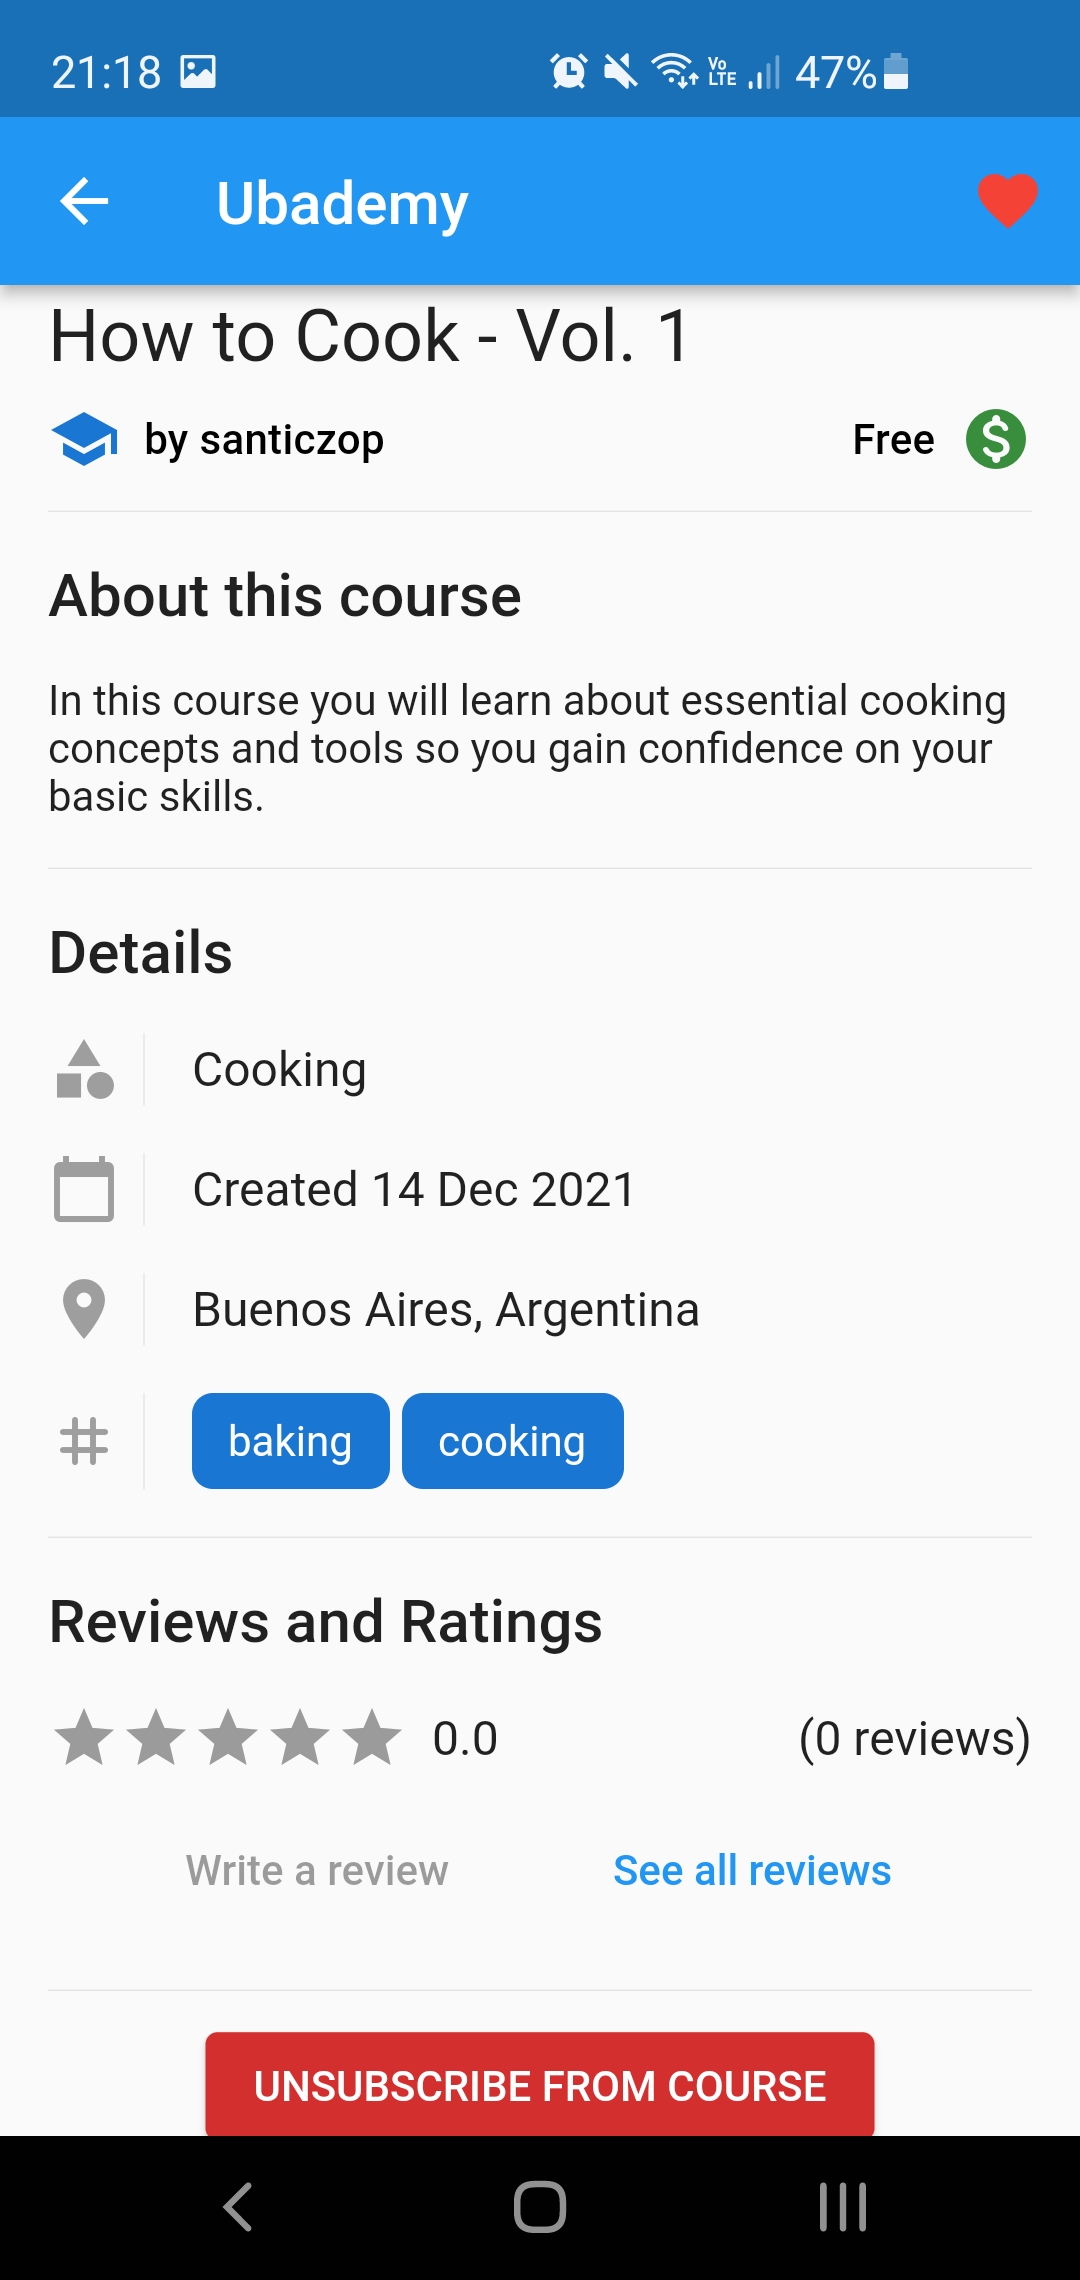 21:18 Vo LTE 47%
Ubademy
How to Cook - Vol. 1
by santiczop Free
About this course
In this course you will learn about essential cooking
concepts and tools so you gain confidence on your
basic skills.
Details
Cooking
Created 14 Dec 2021
Buenos Aires, Argentina
baking cooking
Reviews and Ratings
0.0 (0 reviews)
Write a review See all reviews
UNSUBSCRIBE FROM COURSE